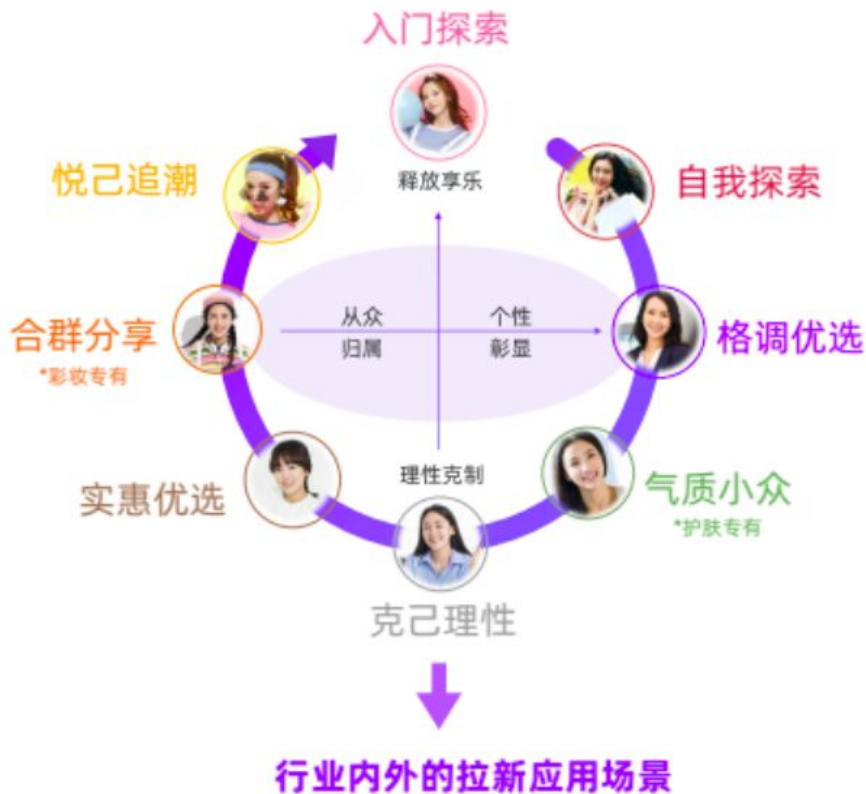 入门探索
释放享乐
悦己追潮
自我探索
从众
归属
个性
彰显
合群分享
*彩妆专有
格调优选
理性克制
实惠优选
气质小众
*护肤专有
克己理性
行业内外的拉新应用场景